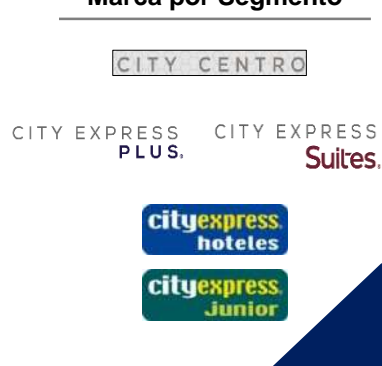 Marca por Segmento
CITY CENTRO
CITY EXPRESS
PLUS.
CITY EXPRESS
Suites.
cityexpress.
hoteles
cityexpress.
Junior